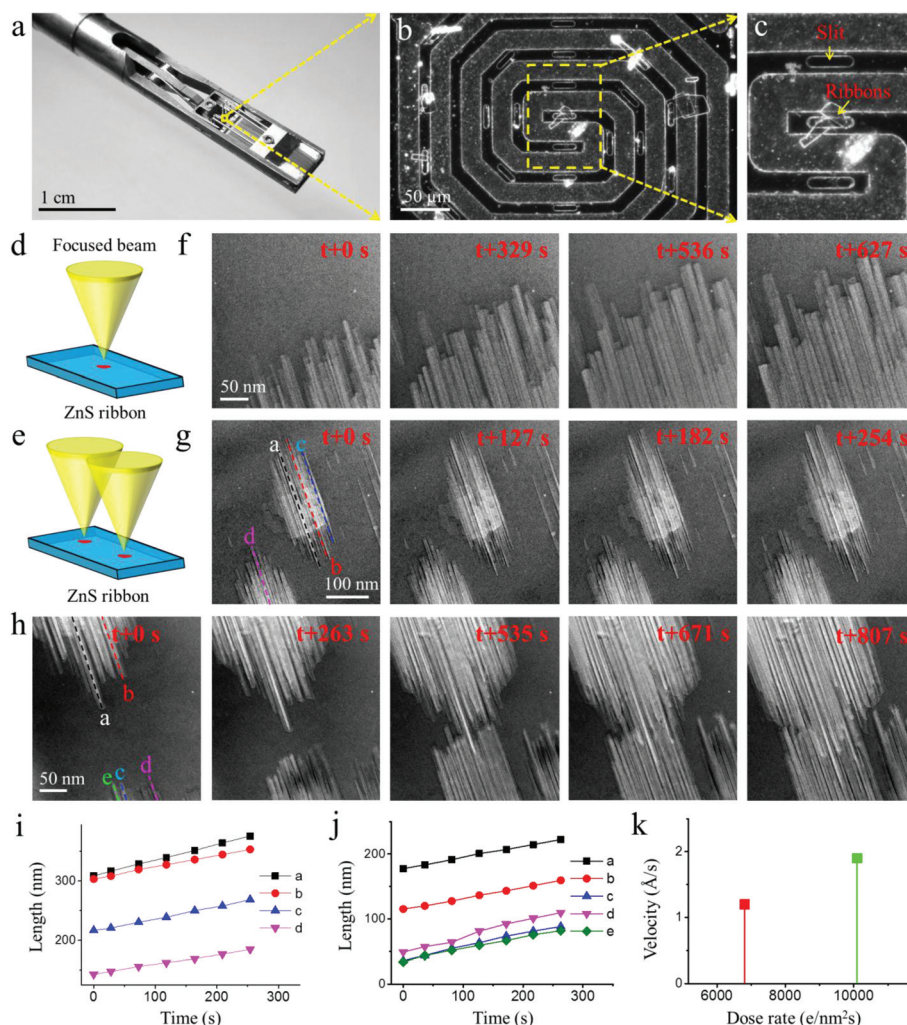 a
1 cm
b
50 μm
c
Slit
Ribbons
d
Focused beam
ZnS ribbon
e
ZnS ribbon
f
t+0 s
50 nm
t+329 s
t+536 s
t+627 s
g
t+0 s
a
c
d
b
100 nm
t+127 s
t+182 s
t+254 s
h
t+0 s
b
a
e c d
50 nm
t+263 s
t+535 s
t+671 s
t+807 s
i
Length (nm)
300
200
0 100 200 300
Time (s)
a
b
c
d
j
Length (nm)
200
100
0
0 100 200 300
Time (s)
a
b
c
d
e
k
Velocity (Å/s)
2
1
0
6000 8000 10000
Dose rate (e/nm²s)